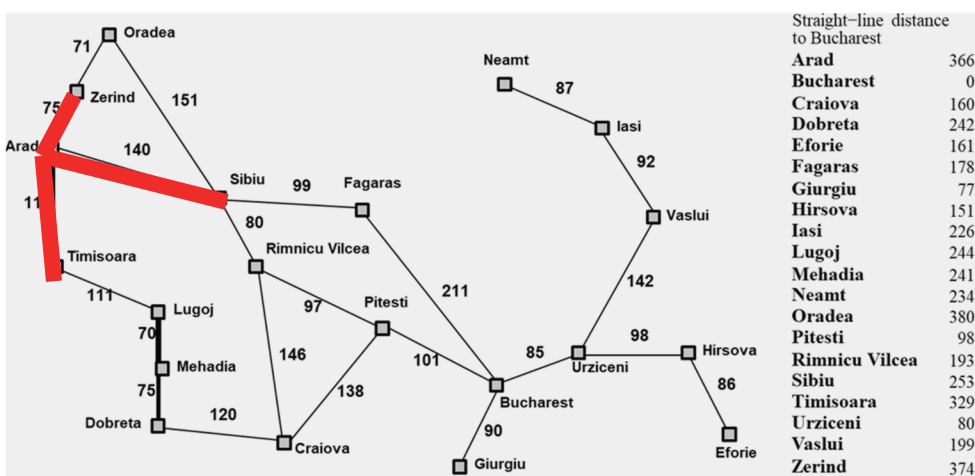 Oradea
71
Zerind
75
151
Arad
140
Sibiu
99
Fagaras
80
11
Timisoara
111
Lugoj
70
Mehadia
75
Dobreta
120
Craiova
Rimnicu Vilcea
97
Pitesti
146
138
101
211
Bucharest
90
Giurgiu
85
Urziceni
98
Hirsova
86
Eforie
142
Vaslui
92
Iasi
87
Neamt
Straight−line distance
to Bucharest
Arad 366
Bucharest 0
Craiova 160
Dobreta 242
Eforie 161
Fagaras 178
Giurgiu 77
Hirsova 151
Iasi 226
Lugoj 244
Mehadia 241
Neamt 234
Oradea 380
Pitesti 98
Rimnicu Vilcea 193
Sibiu 253
Timisoara 329
Urziceni 80
Vaslui 199
Zerind 374